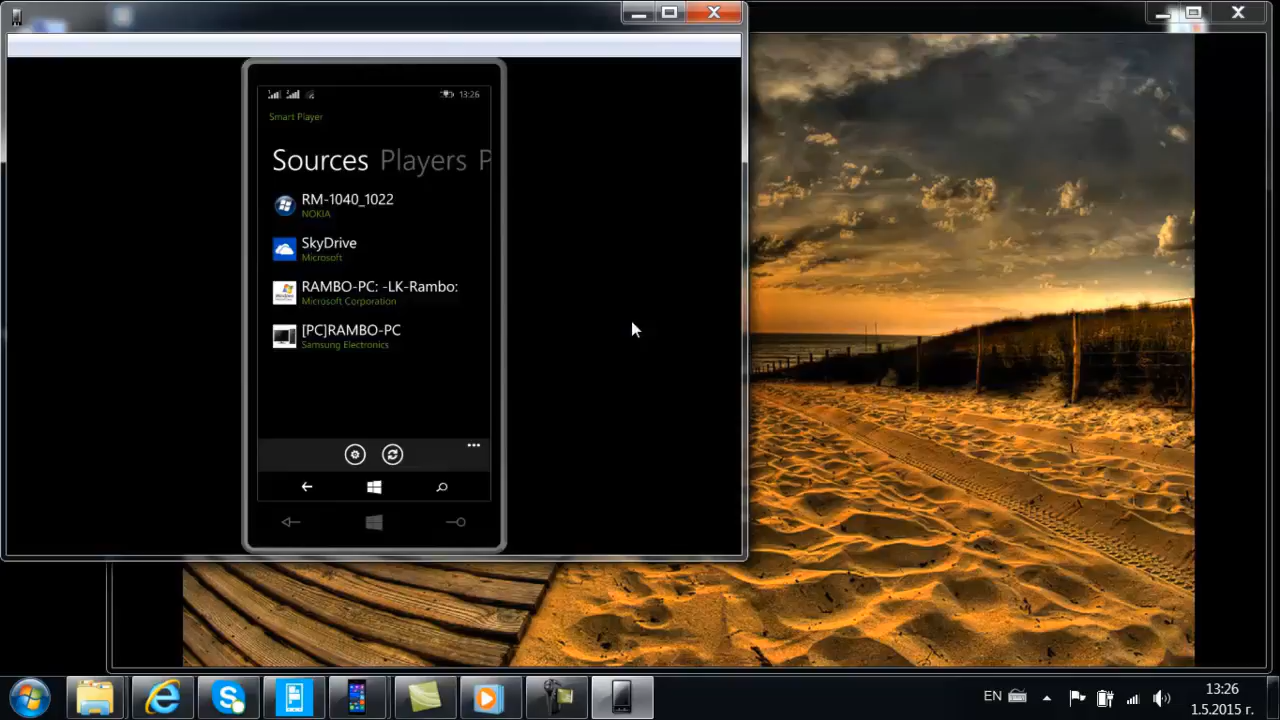 13:26
Smart Player
Sources Players P
RM-1040_1022
NOKIA
SkyDrive
Microsoft
RAMBO-PC: -LK-Rambo:
Microsoft Corporation
[PC]RAMBO-PC
Samsung Electronics
EN
13:26
1.5.2015 г.